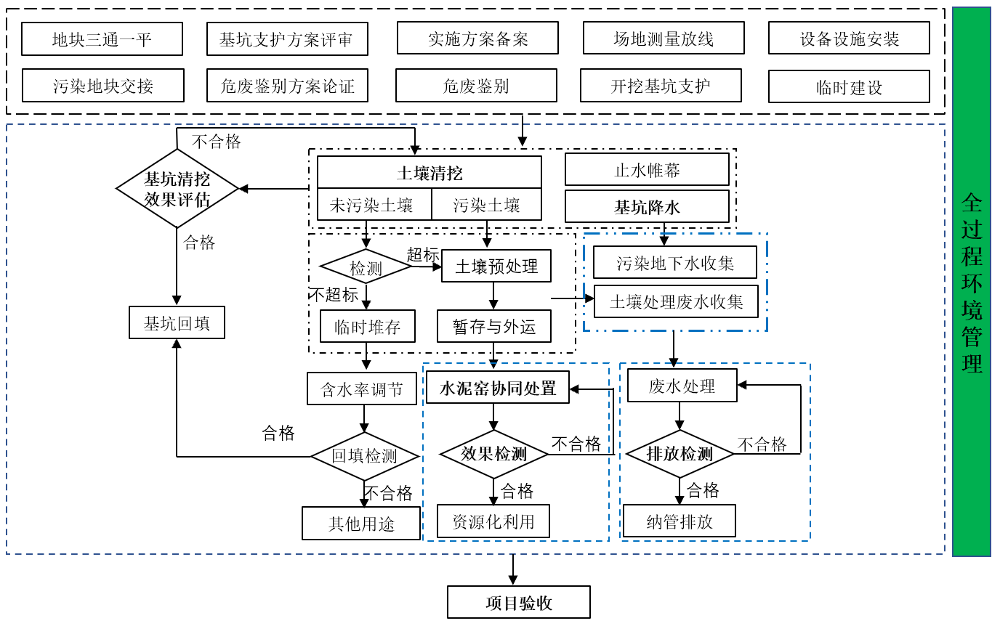 地块三通一平
基坑支护方案评审
实施方案备案
场地测量放线
设备设施安装
污染地块交接
危废鉴别方案论证
危废鉴别
开挖基坑支护
临时建设
不合格
基坑清挖
效果评估
土壤清挖
未污染土壤
污染土壤
止水帷幕
基坑降水
合格
检测
超标
土壤预处理
污染地下水收集
不超标
土壤处理废水收集
基坑回填
临时堆存
暂存与外运
含水率调节
水泥窑协同处置
废水处理
合格
回填检测
效果检测
不合格
排放检测
不合格
不合格
合格
合格
其他用途
资源化利用
纳管排放
项目验收
全过程环境管理